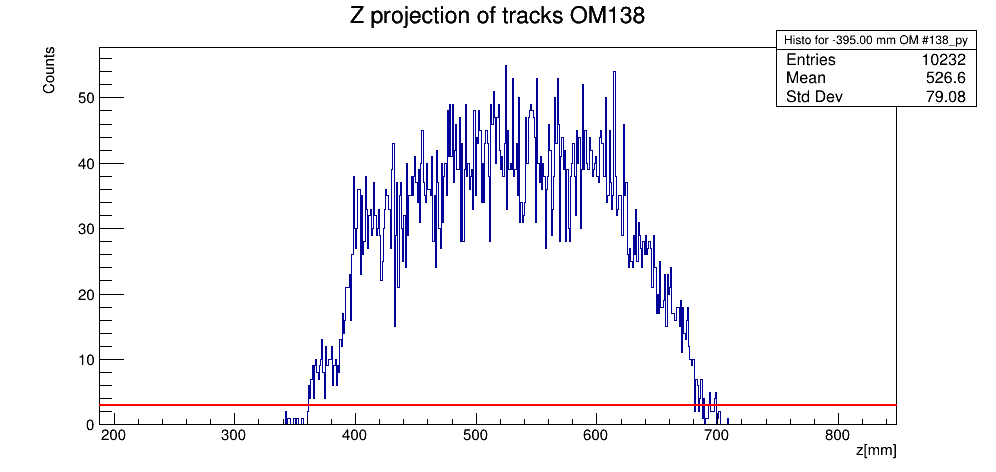 Z projection of tracks OM138
Histo for -395.00 mm OM #138_py
Entries 10232
Mean 526.6
Std Dev 79.08
Counts
50
40
30
20
10
0
200 300 400 500 600 700 800
z[mm]